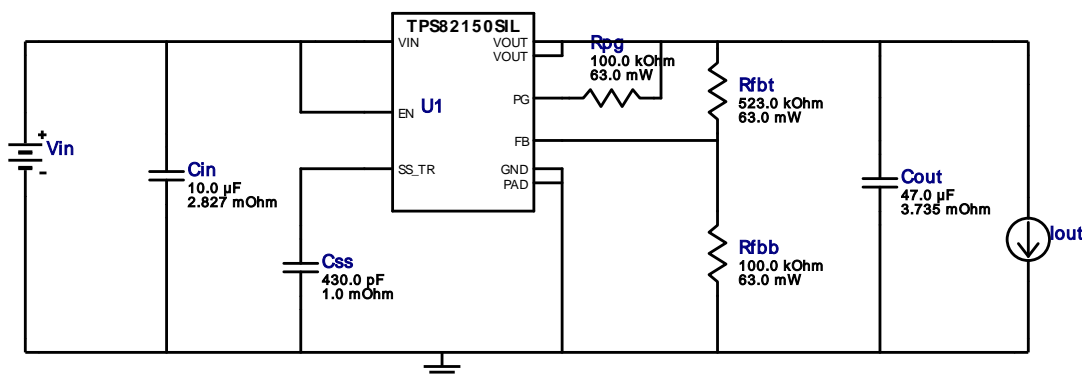 TPS82150SIL
VIN
VOUT
VOUT
Rpg
100.0 kOhm
63.0 mW
PG
EN
U1
FB
SS_TR
GND
PAD
+
Vin
-
Cin
10.0 µF
2.827 mOhm
Css
430.0 pF
1.0 mOhm
Rfbt
523.0 kOhm
63.0 mW
Rfbb
100.0 kOhm
63.0 mW
Cout
47.0 µF
3.735 mOhm
Iout